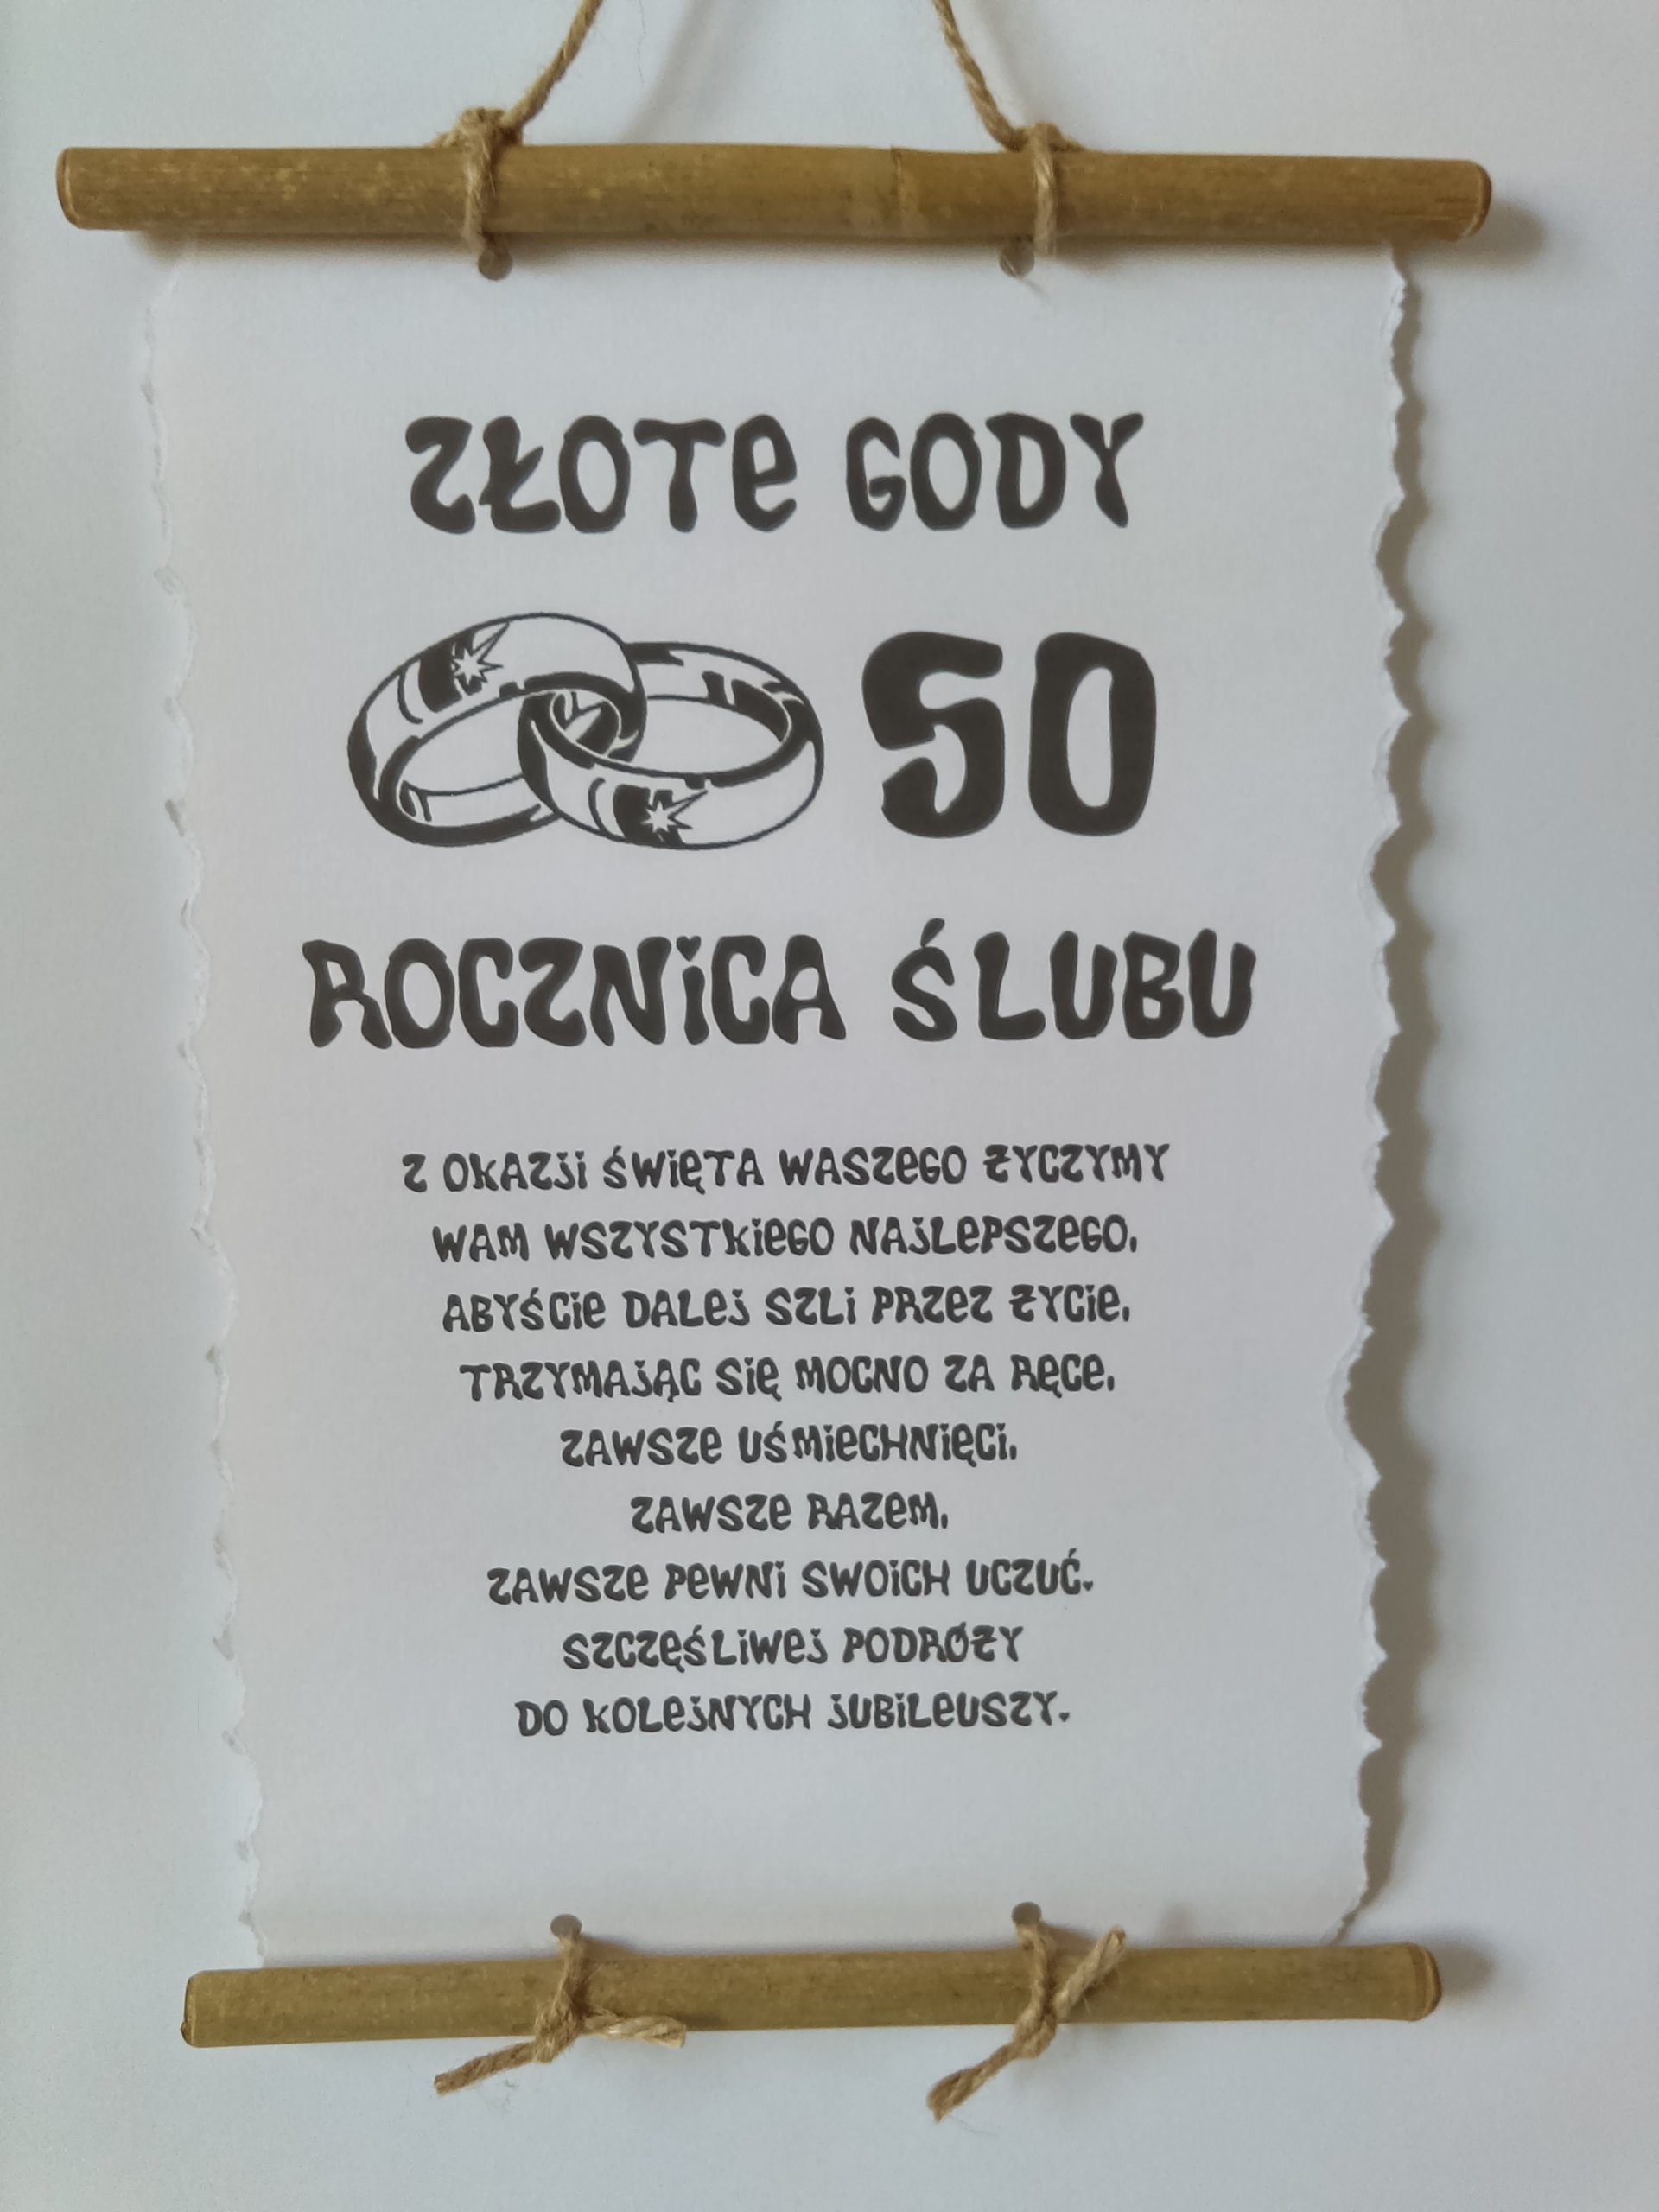 ZŁOTE GODY
50
ROCZNICA ŚLUBU
Z OKAZJI ŚWIĘTA WASZEGO ŻYCZYMY
WAM WSZYSTKIEGO NAJLEPSZEGO,
ABYŚCIE DALEJ SZLI PRZEZ ŻYCIE,
TRZYMAJĄC SIĘ MOCNO ZA RĘCE,
ZAWSZE UŚMIECHNIĘCI,
ZAWSZE RAZEM,
ZAWSZE PEWNI SWOICH UCZUĆ.
SZCZĘŚLIWEJ PODRÓŻY
DO KOLEJNYCH JUBILEUSZY.